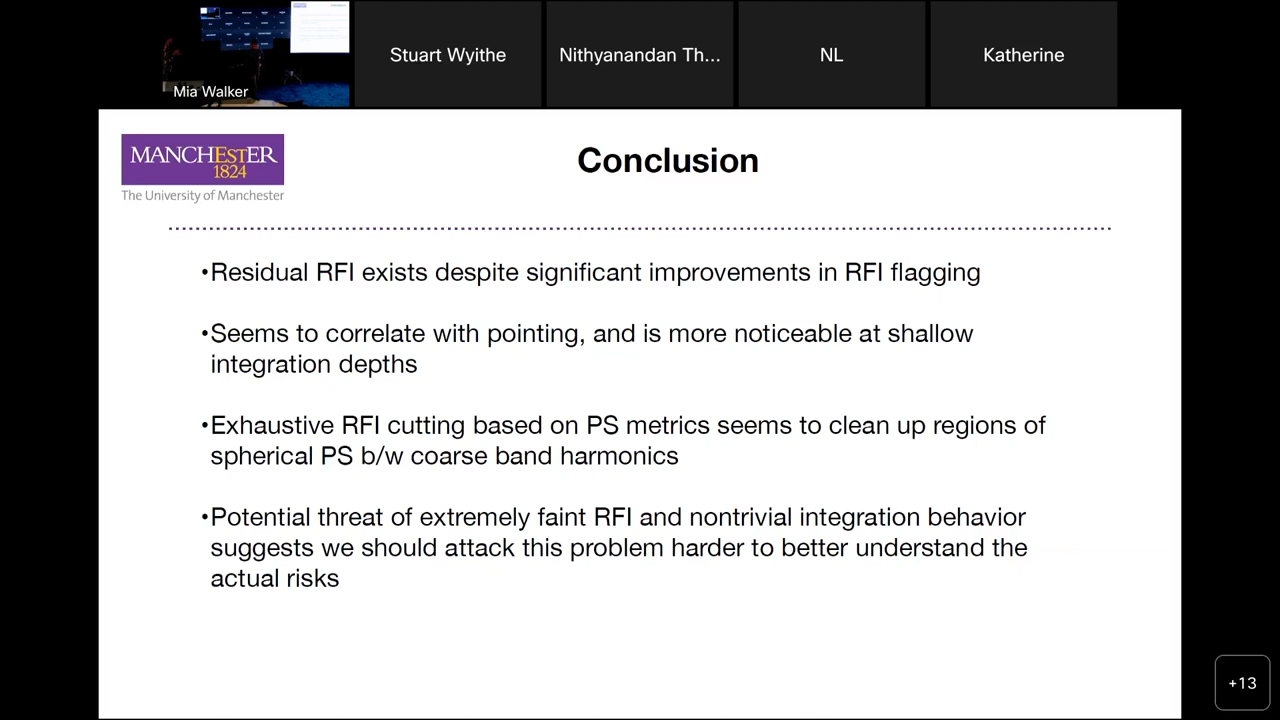 Mia Walker
Stuart Wyithe
Nithyanandan Th...
NL
Katherine
MANCHESTER
1824
The University of Manchester
Conclusion
•Residual RFI exists despite significant improvements in RFI flagging
•Seems to correlate with pointing, and is more noticeable at shallow
integration depths
•Exhaustive RFI cutting based on PS metrics seems to clean up regions of
spherical PS b/w coarse band harmonics
•Potential threat of extremely faint RFI and nontrivial integration behavior
suggests we should attack this problem harder to better understand the
actual risks
+13